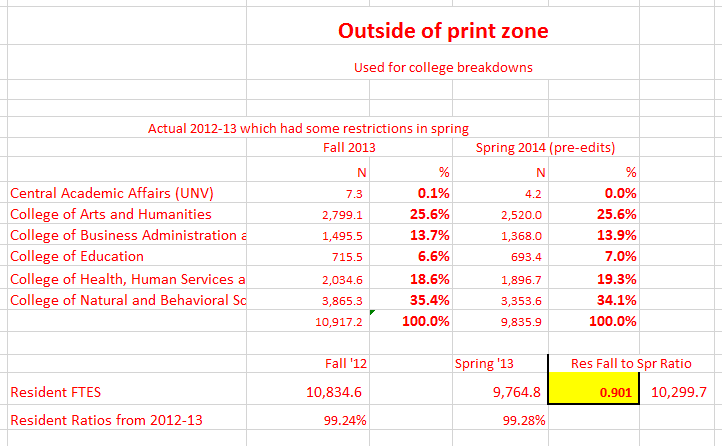 Outside of print zone
Used for college breakdowns
Actual 2012-13 which had some restrictions in spring
Fall 2013 Spring 2014 (pre-edits)
N % N %
Central Academic Affairs (UNV) 7.3 0.1% 4.2 0.0%
College of Arts and Humanities 2,799.1 25.6% 2,520.0 25.6%
College of Business Administration a 1,495.5 13.7% 1,368.0 13.9%
College of Education 715.5 6.6% 693.4 7.0%
College of Health, Human Services a 2,034.6 18.6% 1,896.7 19.3%
College of Natural and Behavioral Sc 3,865.3 35.4% 3,353.6 34.1%
10,917.2 100.0% 9,835.9 100.0%
Fall '12 Spring '13 Res Fall to Spr Ratio
Resident FTES 10,834.6 9,764.8 0.901 10,299.7
Resident Ratios from 2012-13 99.24% 99.28%